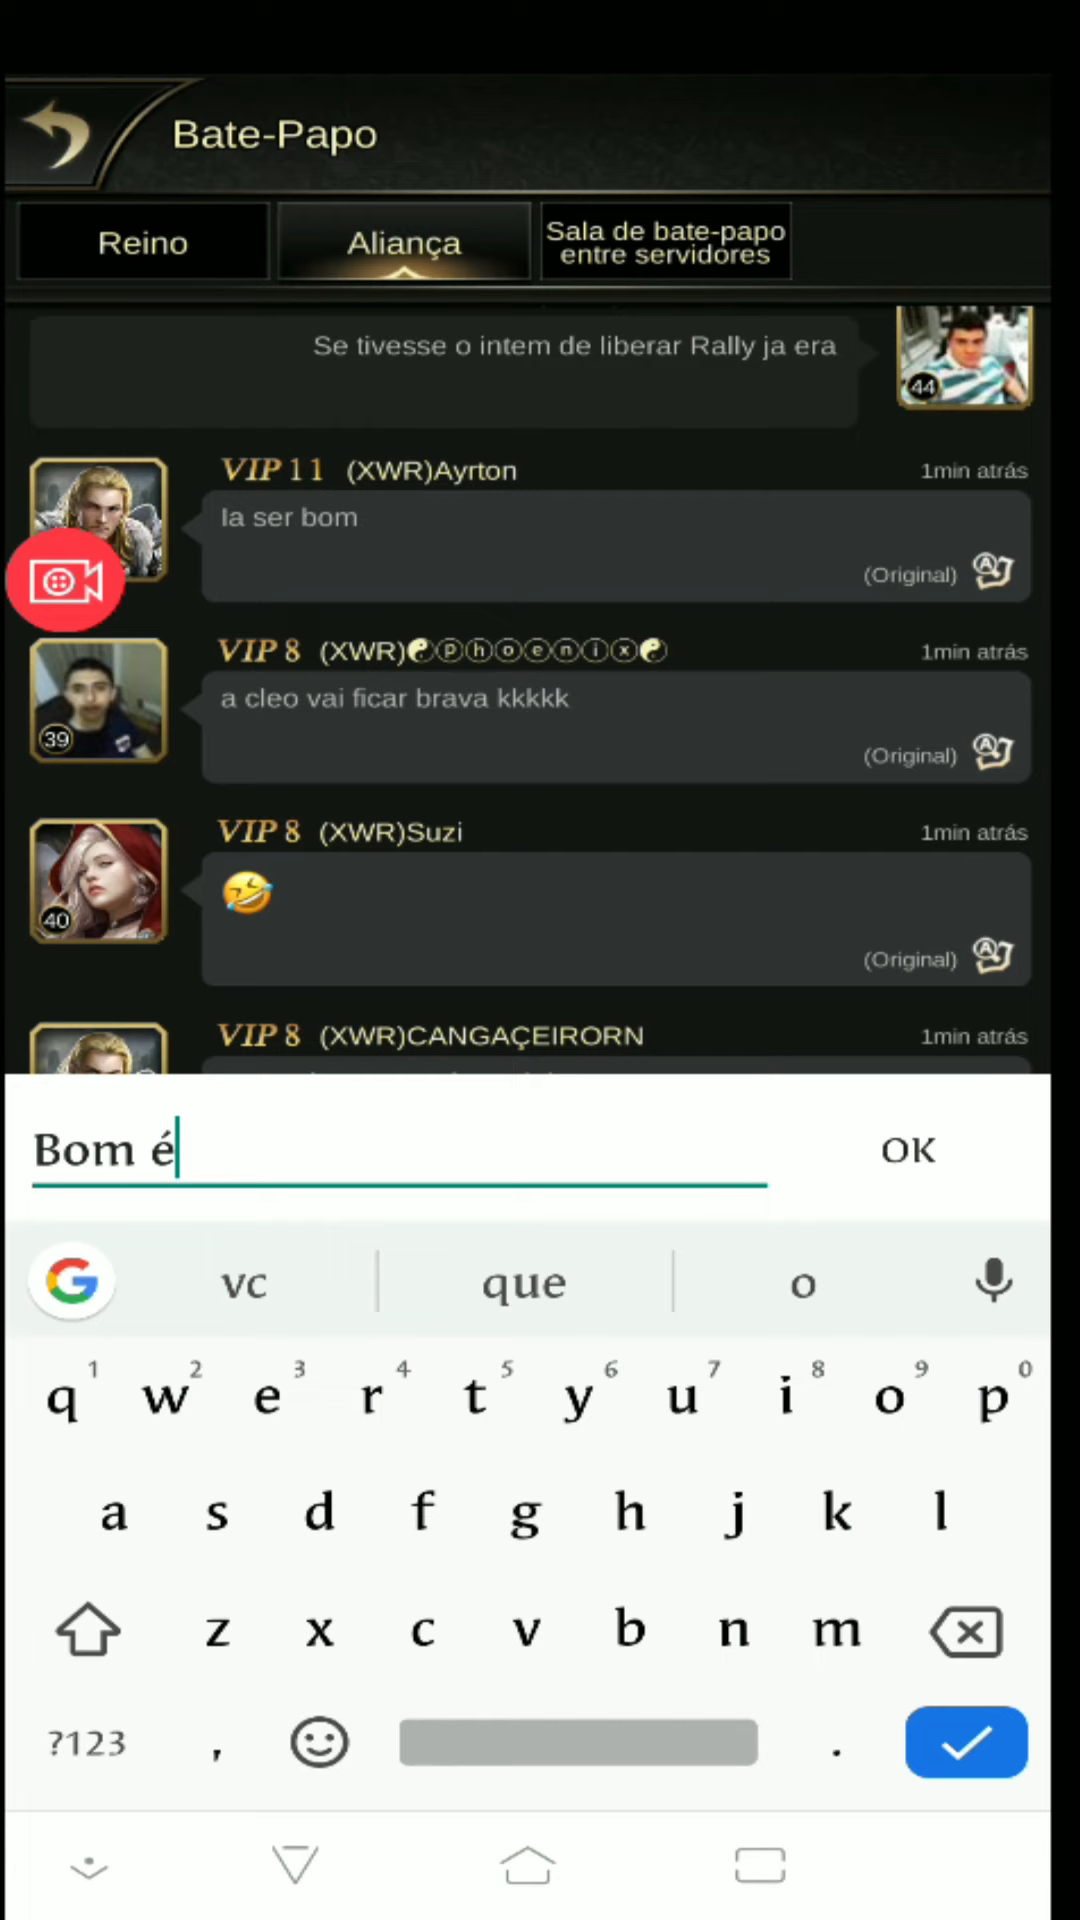 Bate-Papo
Reino
Aliança
Sala de bate-papo
entre servidores
Se tivesse o intem de liberar Rally ja era
44
VIP 11 (XWR)Ayrton 1min atrás
Ia ser bom
(Original)
VIP 8 (XWR)☯ⓟⓗⓞⓔⓝⓘⓧ☯ 1min atrás
a cleo vai ficar brava kkkkk
39
(Original)
VIP 8 (XWR)Suzi 1min atrás
🤣
40
(Original)
VIP 8 (XWR)CANGAÇEIRORN 1min atrás
Bom é
OK
vc que o
1 2 3 4 5 6 7 8 9 0
q w e r t y u i o p
a s d f g h j k l
z x c v b n m
?123 , .